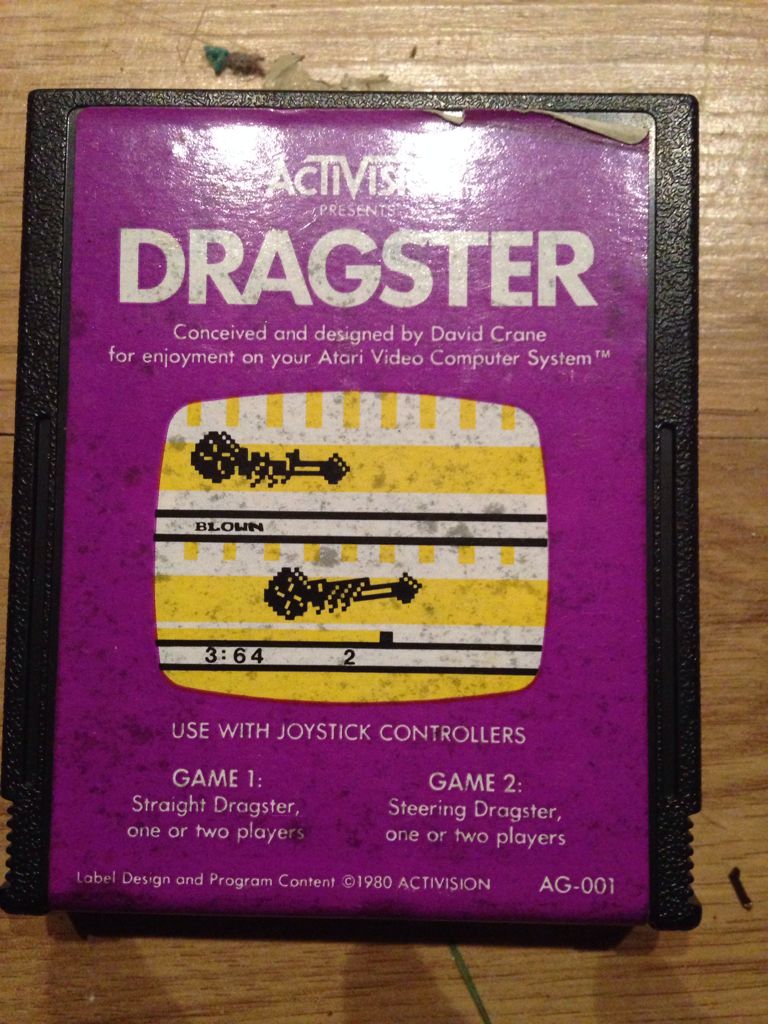 ACTIVISION
PRESENTS
DRAGSTER
Conceived and designed by David Crane
for enjoyment on your Atari Video Computer System™
BLOWN
3:64 2
USE WITH JOYSTICK CONTROLLERS
GAME 1:
Straight Dragster,
one or two players
GAME 2:
Steering Dragster,
one or two players
Label Design and Program Content ©1980 ACTIVISION
AG-001